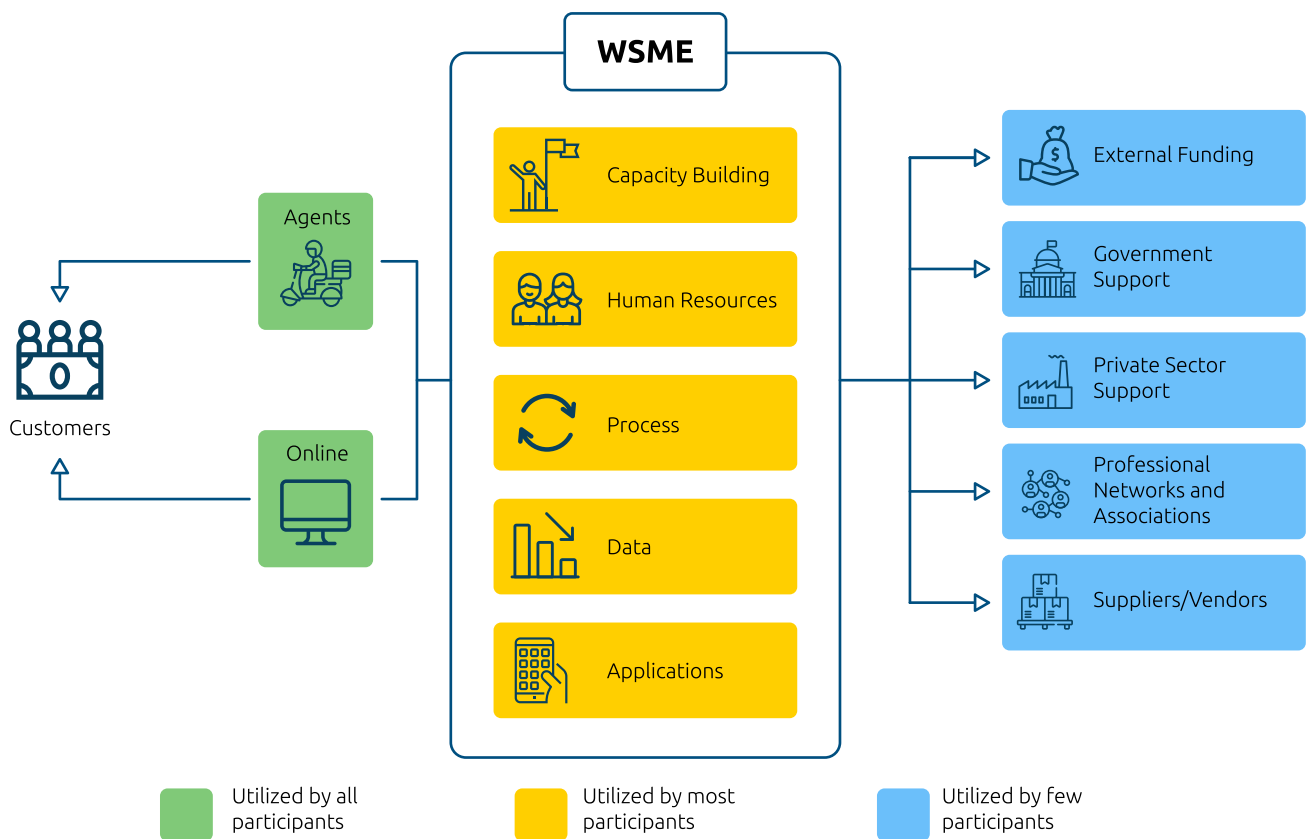 WSME
Agents
Online
Customers
Capacity Building
Human Resources
Process
Data
Applications
$
External Funding
Government
Support
Private Sector
Support
Professional
Networks and
Associations
Suppliers/Vendors
Utilized by all
participants
Utilized by most
participants
Utilized by few
participants